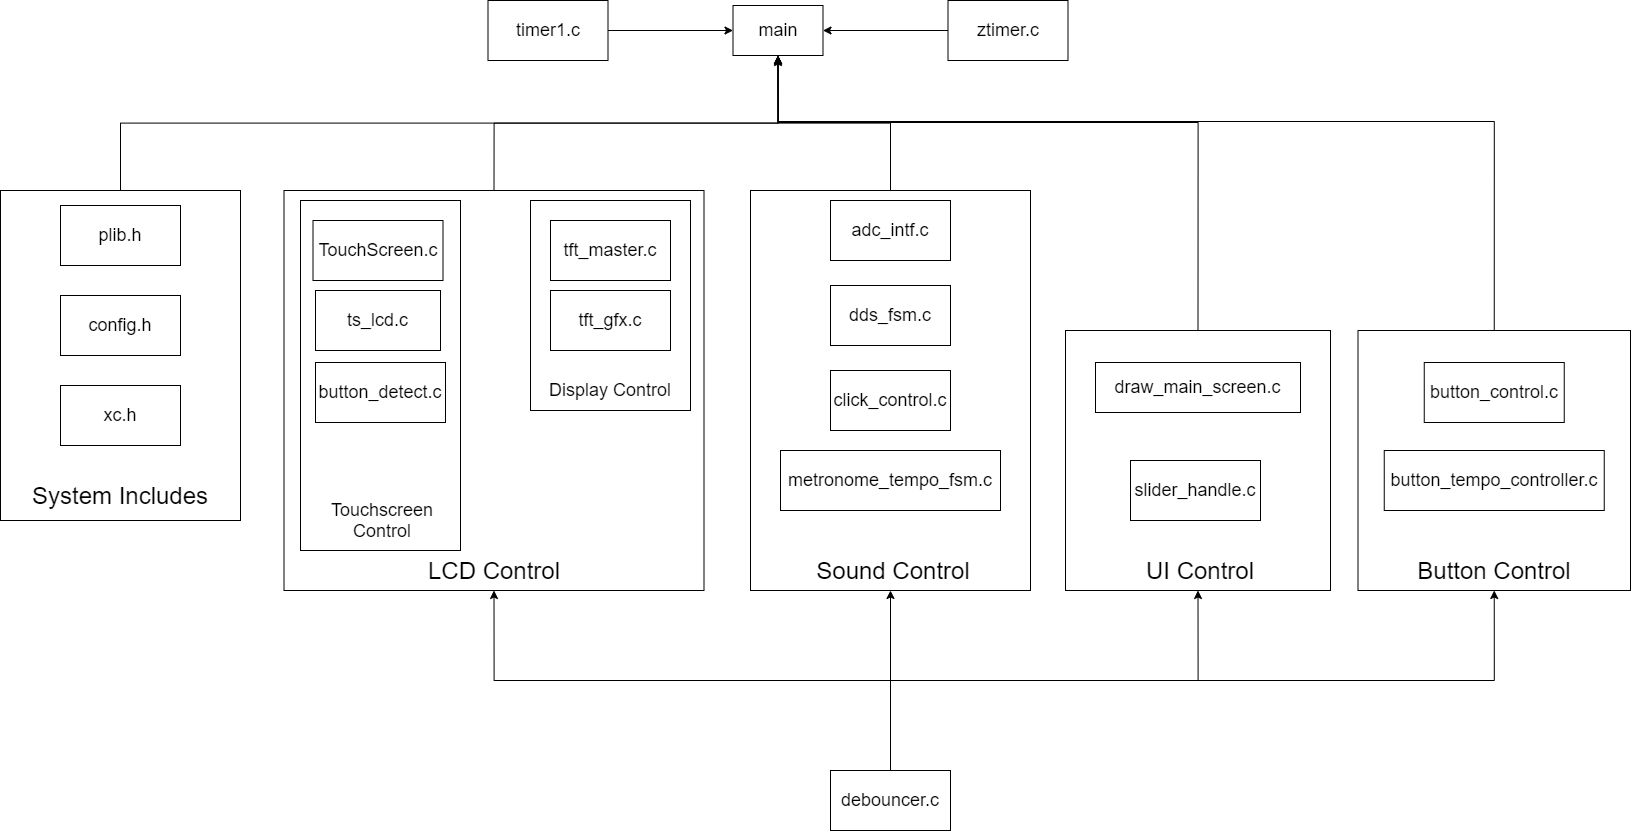 timer1.c
main
ztimer.c
plib.h
config.h
xc.h
System Includes
TouchScreen.c
ts_lcd.c
button_detect.c
Touchscreen
Control
tft_master.c
tft_gfx.c
Display Control
LCD Control
adc_intf.c
dds_fsm.c
click_control.c
metronome_tempo_fsm.c
Sound Control
draw_main_screen.c
slider_handle.c
UI Control
button_control.c
button_tempo_controller.c
Button Control
debouncer.c